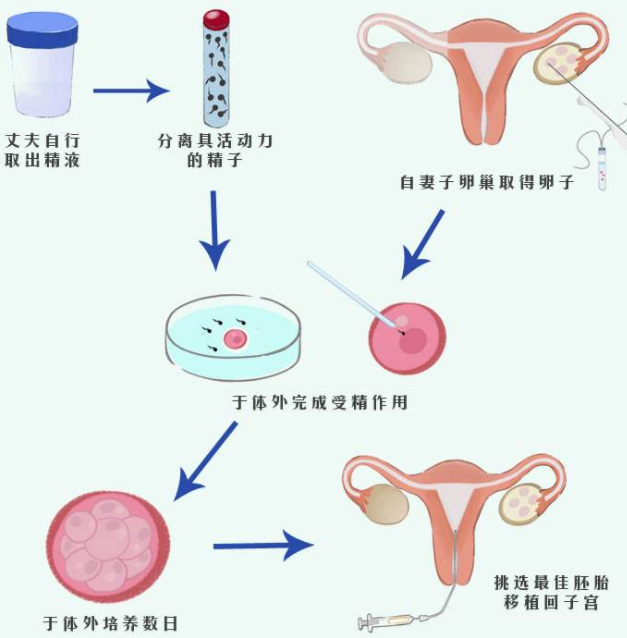 丈夫自行
取出精液
分离具活动力
的精子
自妻子卵巢取得卵子
于体外完成受精作用
于体外培养数日
挑选最佳胚胎
移植回子宫